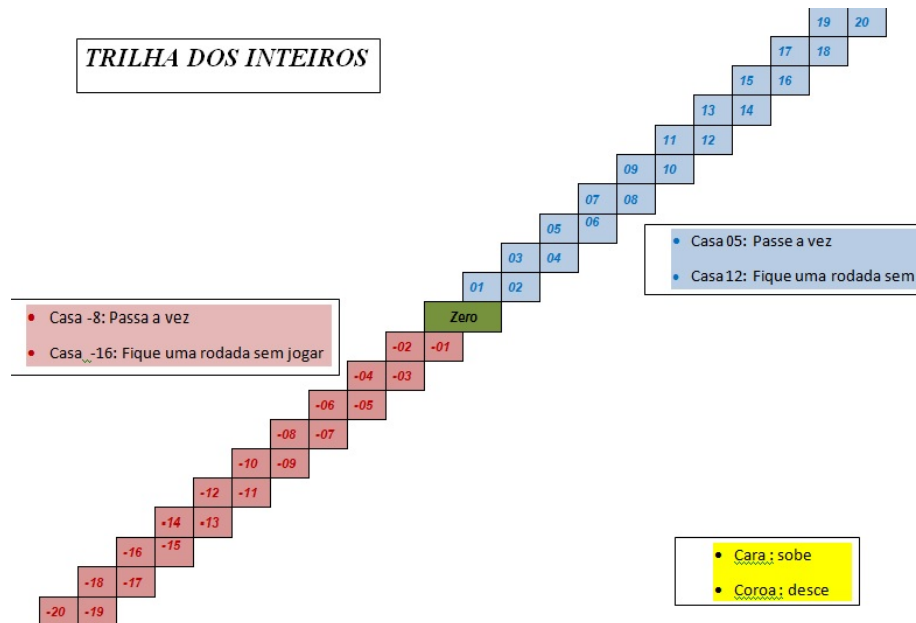 19 20
TRILHA DOS INTEIROS
17 18
15 16
13 14
11 12
09 10
07 08
05 06
• Casa 05: Passe a vez
03 04
• Casa 12: Fique uma rodada sem
01 02
Zero
• Casa -8: Passa a vez
-02 -01
• Casa -16: Fique uma rodada sem jogar
-04 -03
-06 -05
-08 -07
-10 -09
-12 -11
-14 -13
-16 -15
• Cara : sobe
-18 -17
• Coroa : desce
-20 -19